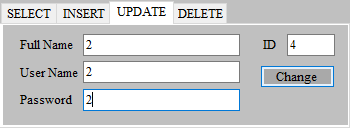 SELECT INSERT UPDATE DELETE
Full Name 2 ID 4
User Name 2 Change
Password 2